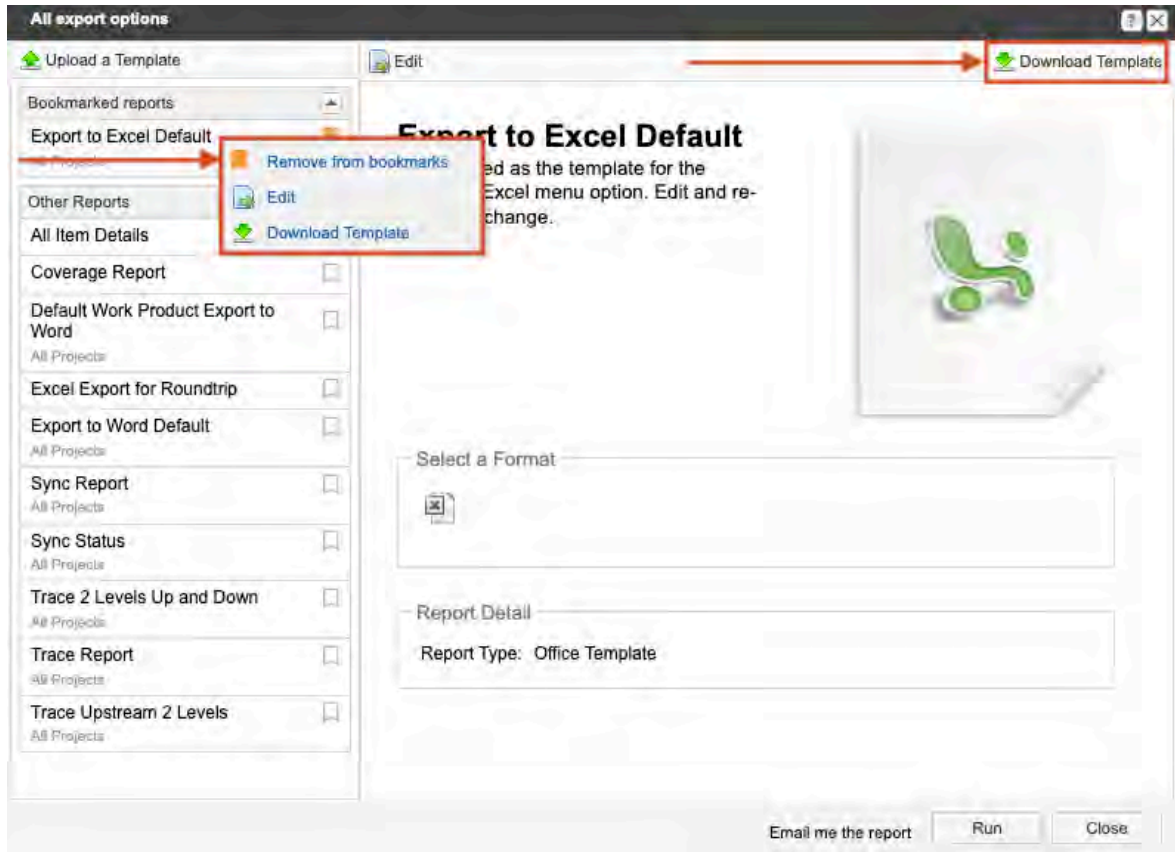 All export options
Upload a Template
Edit
Download Template
Bookmarked reports
Export to Excel Default
Remove from bookmarks
Edit
Download Template
Other Reports
All Item Details
Coverage Report
Default Work Product Export to
Word
All Projects
Excel Export for Roundtrip
Export to Word Default
All Projects
Sync Report
All Projects
Sync Status
All Projects
Trace 2 Levels Up and Down
All Projects
Trace Report
All Projects
Trace Upstream 2 Levels
All Projects
Export to Excel Default
ed as the template for the
Excel menu option. Edit and re-
change.
Select a Format
Report Detail
Report Type: Office Template
Email me the report
Run
Close